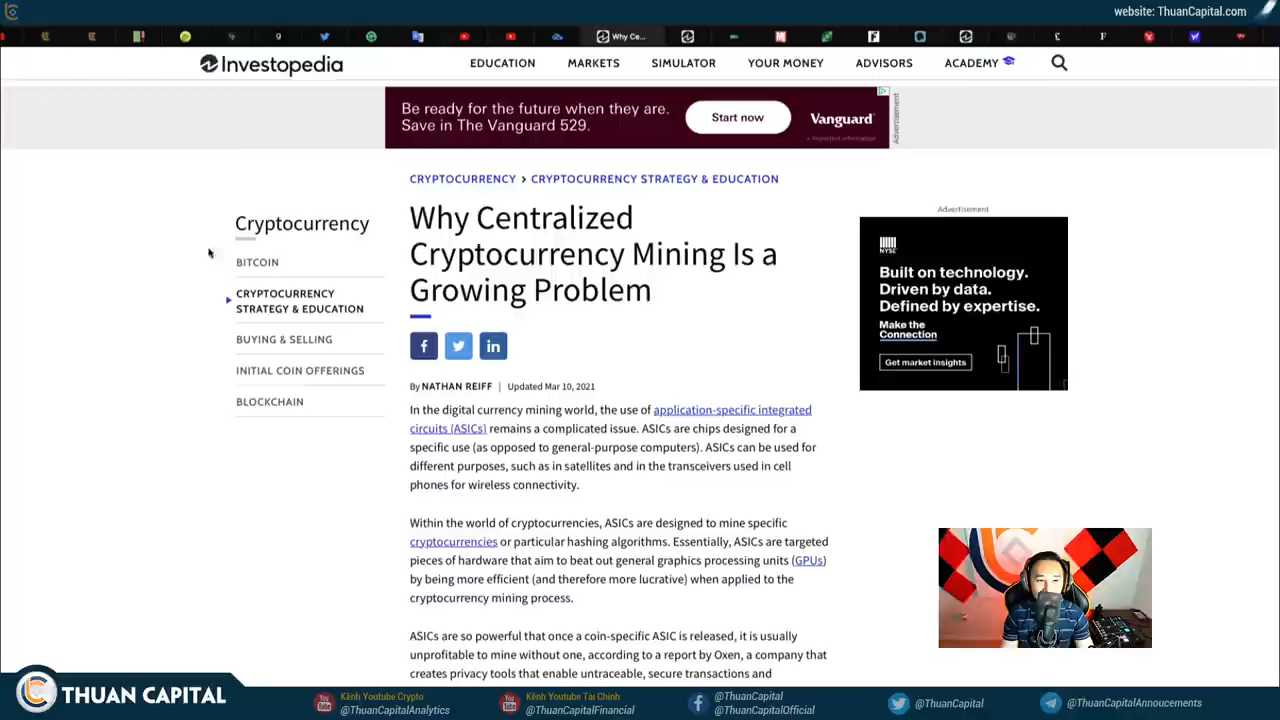 website: ThuanCapital.com
Why Ce...
Investopedia
EDUCATION
MARKETS
SIMULATOR
YOUR MONEY
ADVISORS
ACADEMY
Be ready for the future when they are.
Save in The Vanguard 529.
Start now
Vanguard
Advertisement
CRYPTOCURRENCY > CRYPTOCURRENCY STRATEGY & EDUCATION
Cryptocurrency
BITCOIN
CRYPTOCURRENCY
STRATEGY & EDUCATION
BUYING & SELLING
INITIAL COIN OFFERINGS
BLOCKCHAIN
Why Centralized
Cryptocurrency Mining Is a
Growing Problem
By NATHAN REIFF | Updated Mar 10, 2021
In the digital currency mining world, the use of application-specific integrated
circuits (ASICs) remains a complicated issue. ASICs are chips designed for a
specific use (as opposed to general-purpose computers). ASICs can be used for
different purposes, such as in satellites and in the transceivers used in cell
phones for wireless connectivity.
Within the world of cryptocurrencies, ASICs are designed to mine specific
cryptocurrencies or particular hashing algorithms. Essentially, ASICs are targeted
pieces of hardware that aim to beat out general graphics processing units (GPUs)
by being more efficient (and therefore more lucrative) when applied to the
cryptocurrency mining process.
ASICs are so powerful that once a coin-specific ASIC is released, it is usually
unprofitable to mine without one, according to a report by Oxen, a company that
creates privacy tools that enable untraceable, secure transactions and
Advertisement
NYSE
Built on technology.
Driven by data.
Defined by expertise.
Make the
Connection
Get market insights
THUAN CAPITAL
Kênh Youtube Crypto
@ThuanCapitalAnalytics
Kênh Youtube Tài Chính
@ThuanCapitalFinancial
@ThuanCapital
@ThuanCapitalOfficial
@ThuanCapital
@ThuanCapitalAnnoucements